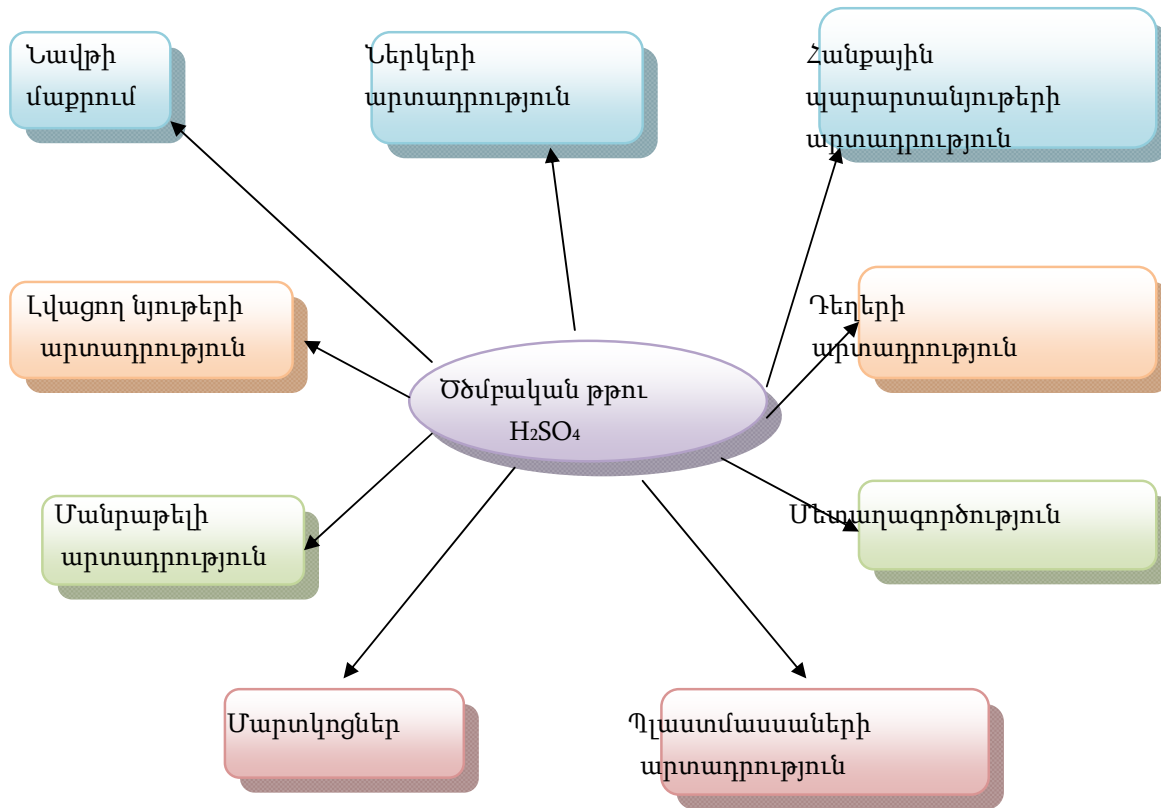 Նավթի
մաքրում
Ներկերի
արտադրություն
Հանքային
պարարտանյութերի
արտադրություն
Լվացող նյութերի
արտադրություն
Դեղերի
արտադրություն
Ծծմբական թթու
H₂SO₄
Մանրաթելի
արտադրություն
Մետաղագործություն
Մարտկոցներ
Պլաստմասսաների
արտադրություն